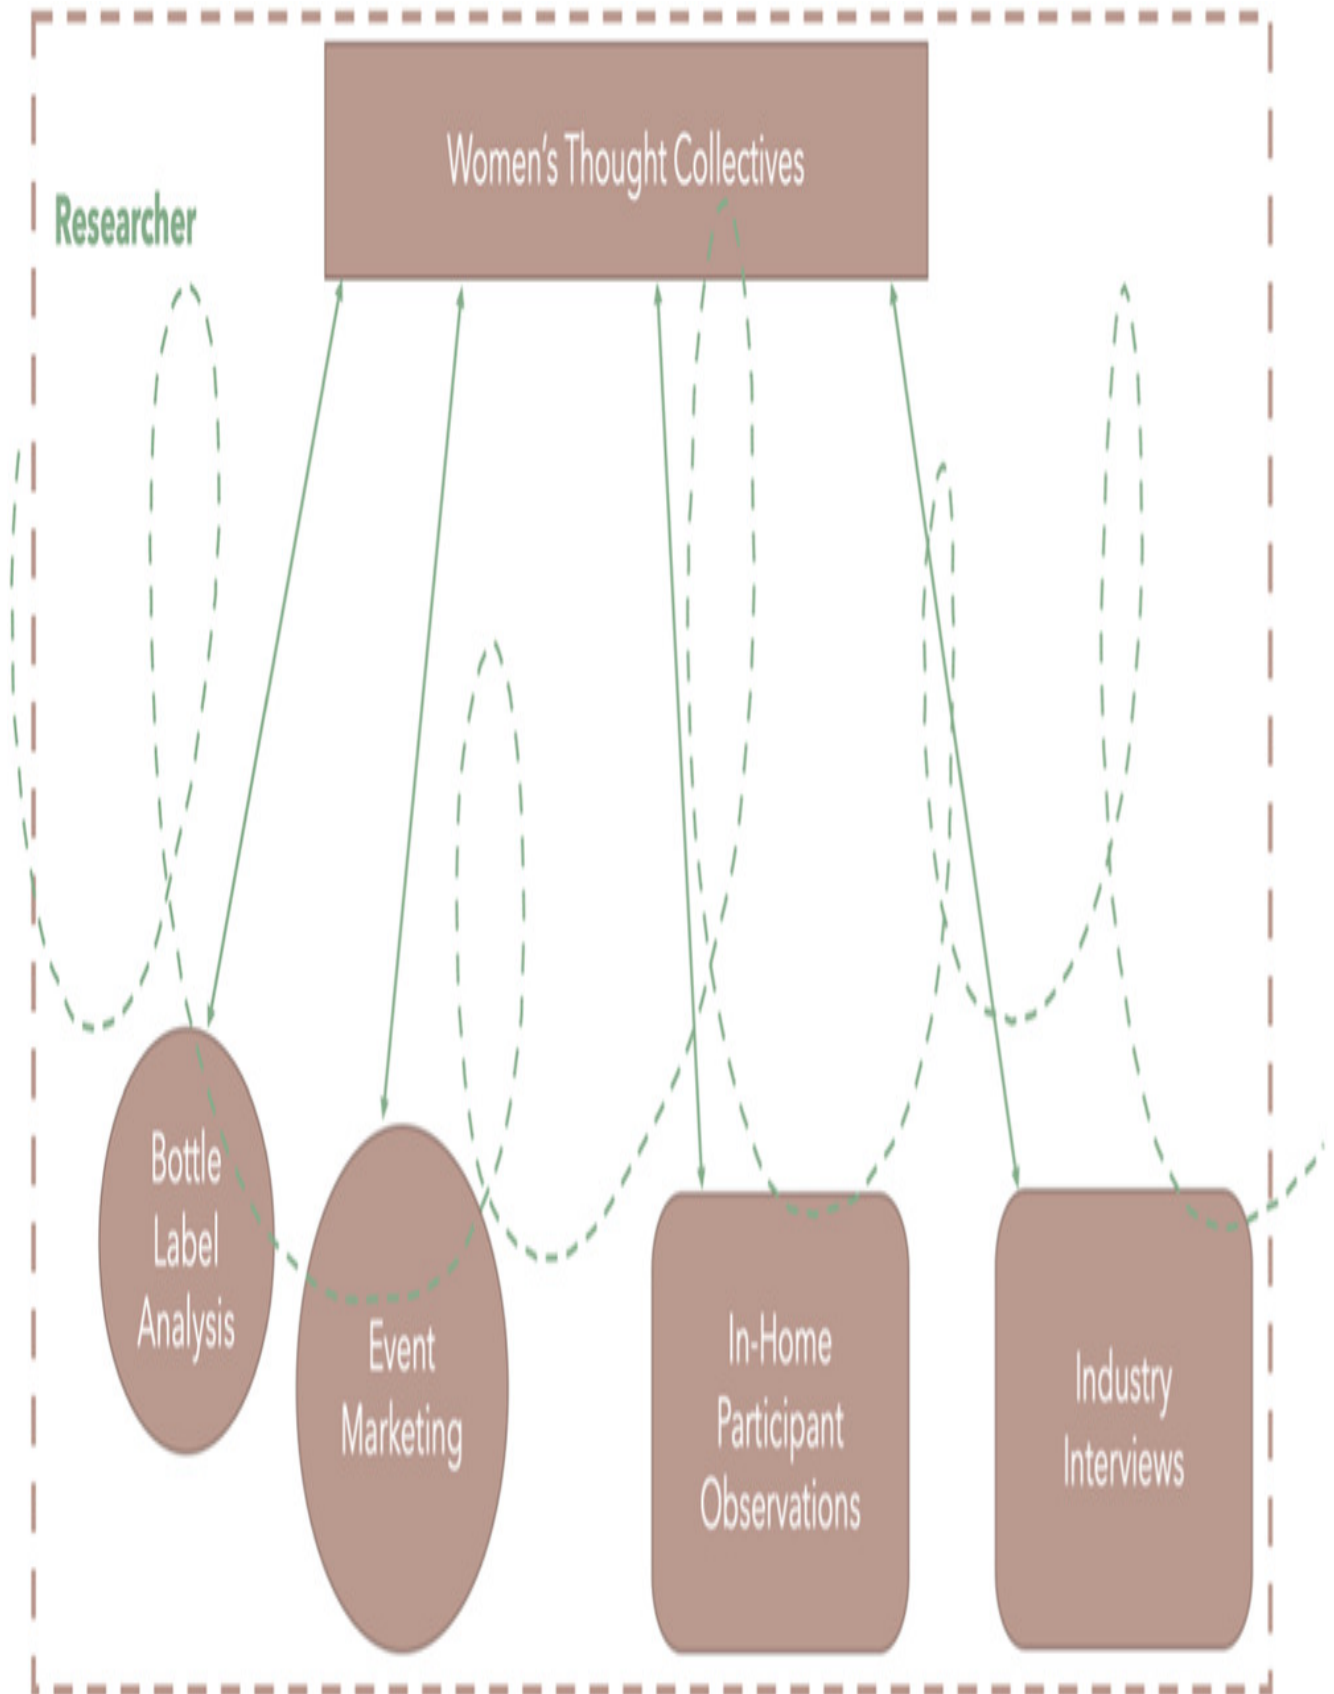 Women’s Thought Collectives
Researcher
Bottle
Label
Analysis
Event
Marketing
In-Home
Participant
Observations
Industry
Interviews